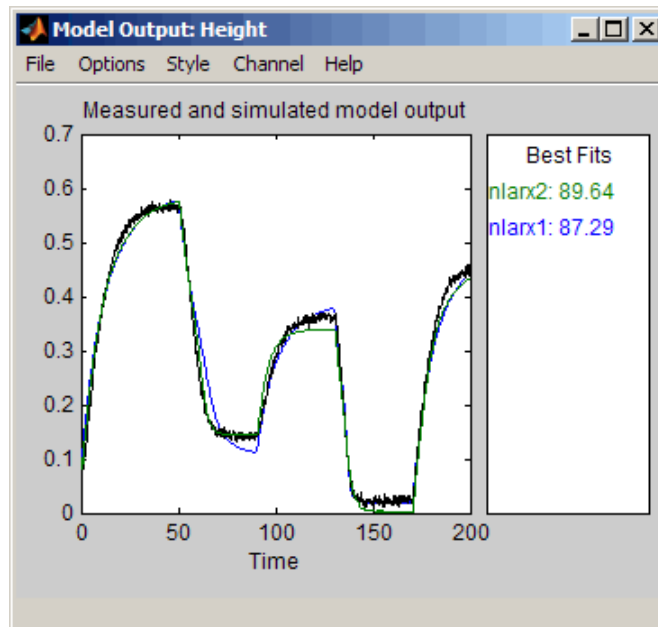 Model Output: Height
File Options Style Channel Help
Measured and simulated model output
0.7
0.6
0.5
0.4
0.3
0.2
0.1
0
0 50 100 150 200
Time
Best Fits
nlarx2: 89.64
nlarx1: 87.29